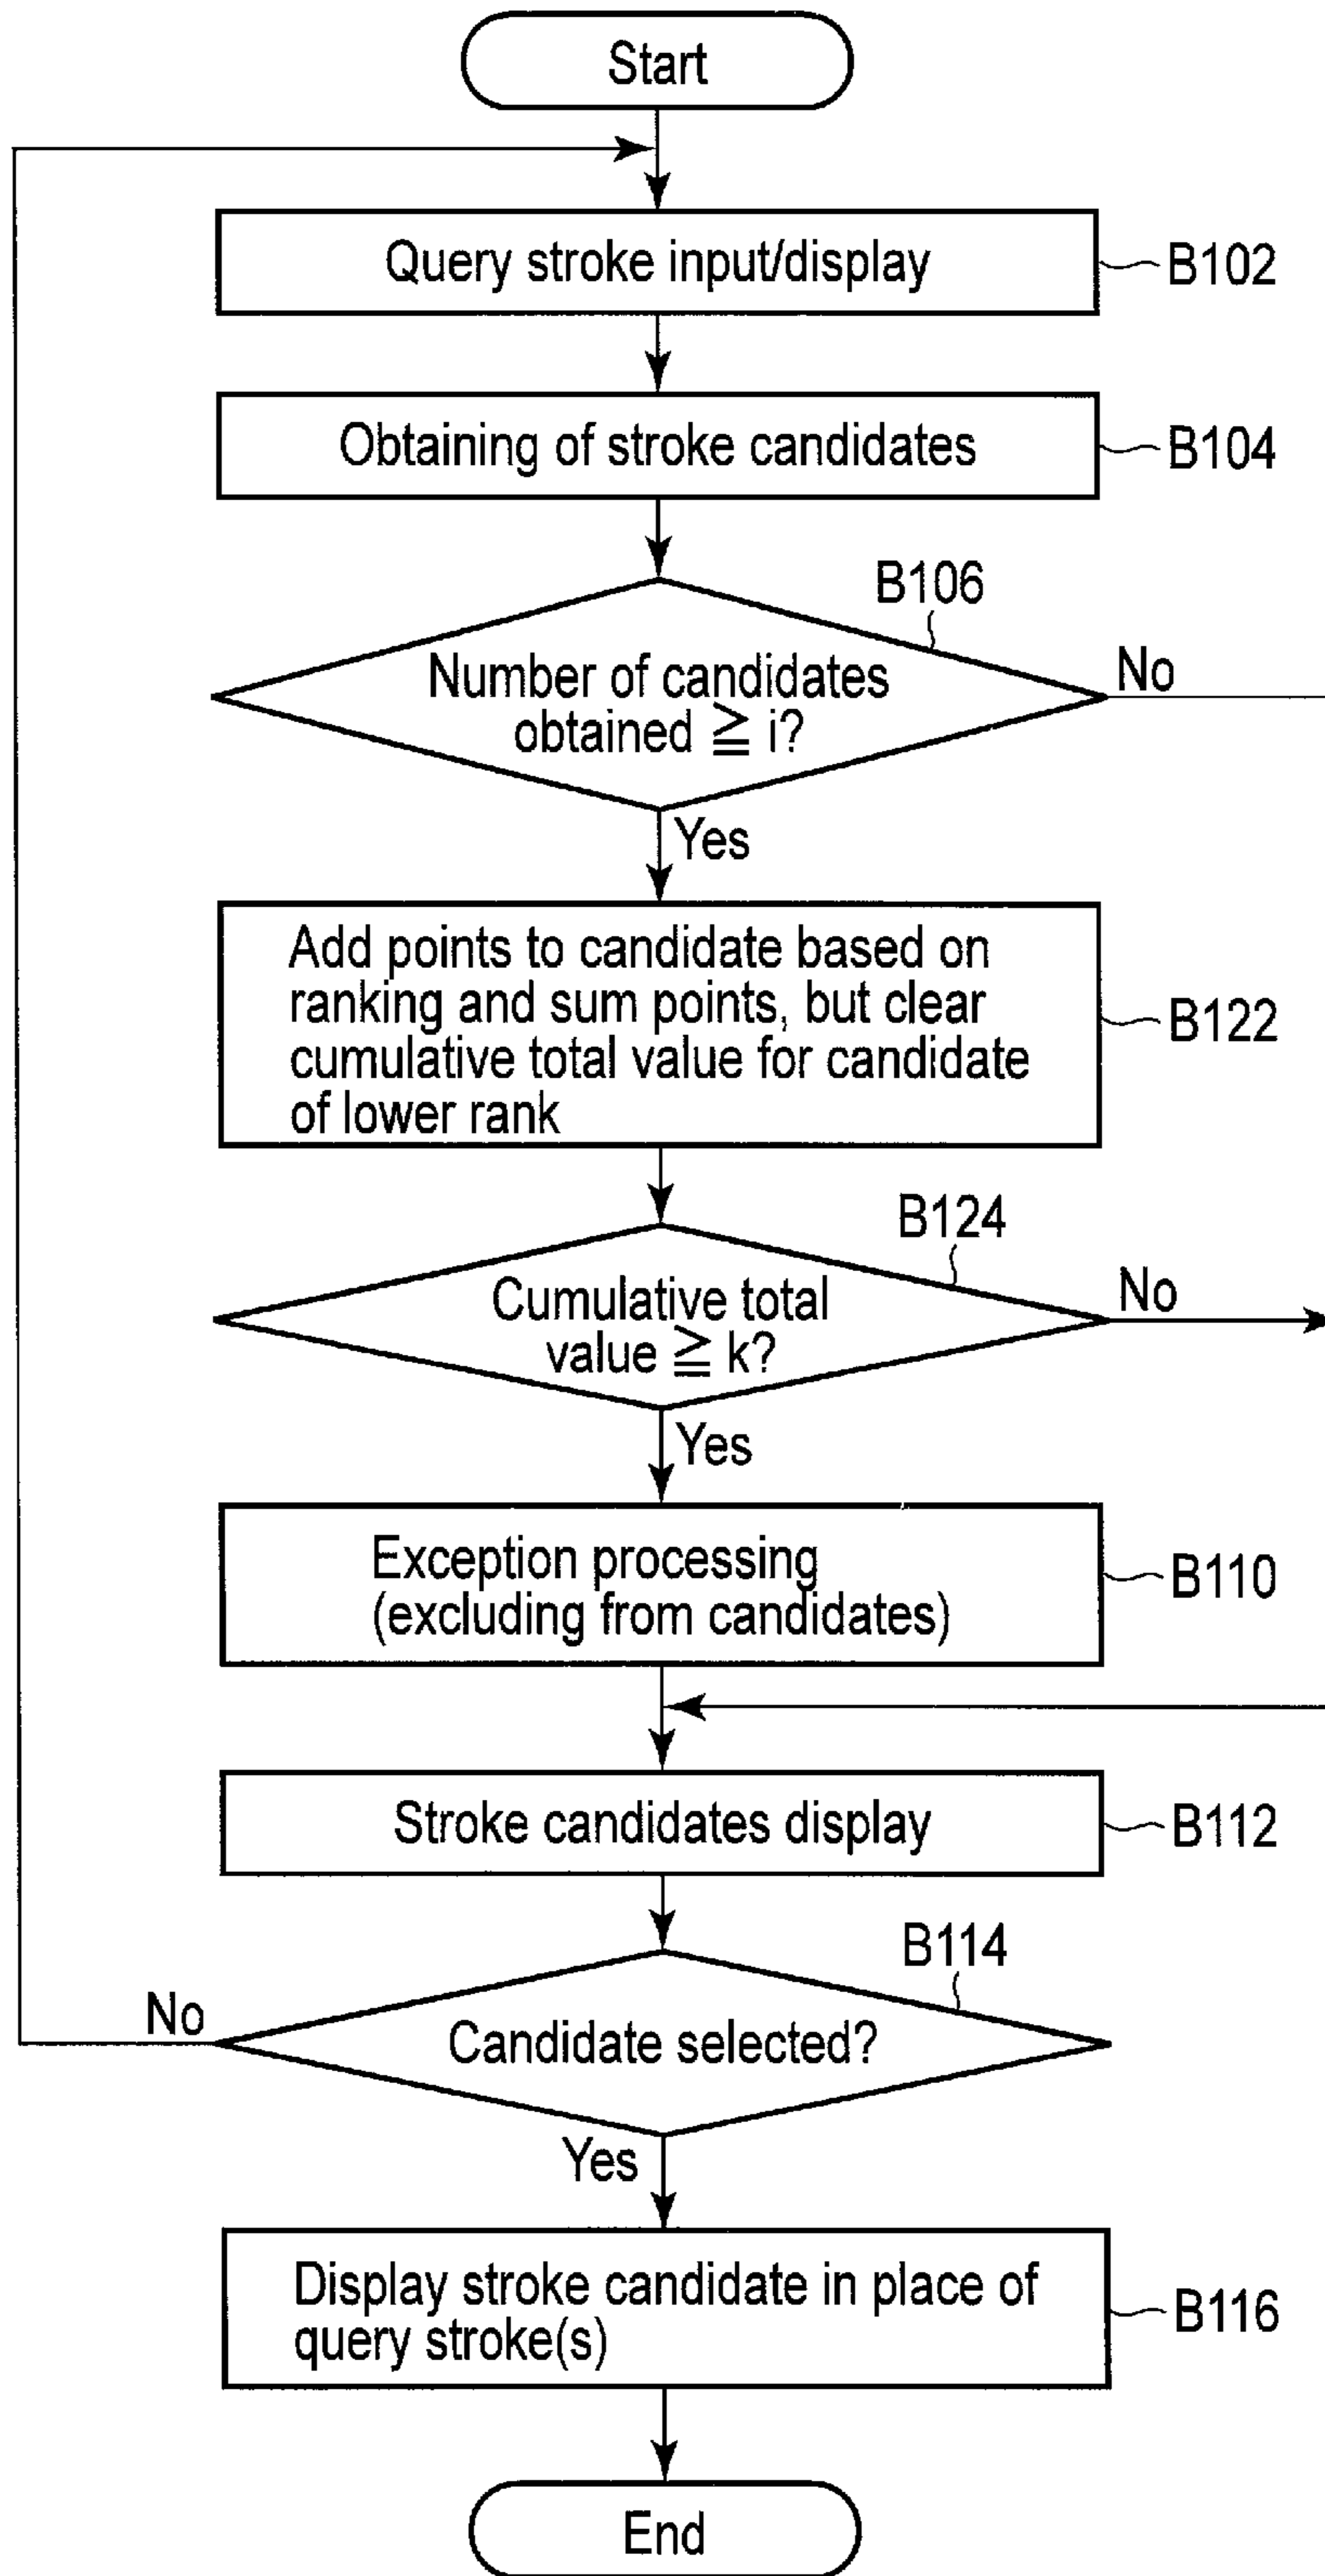 Start
Query stroke input/display
B102
Obtaining of stroke candidates
B104
B106
Number of candidates
obtained ≧ i?
No
Yes
Add points to candidate based on
ranking and sum points, but clear
cumulative total value for candidate
of lower rank
B122
B124
Cumulative total
value ≧ k?
No
Yes
Exception processing
(excluding from candidates)
B110
Stroke candidates display
B112
B114
No
Candidate selected?
Yes
Display stroke candidate in place of
query stroke(s)
B116
End